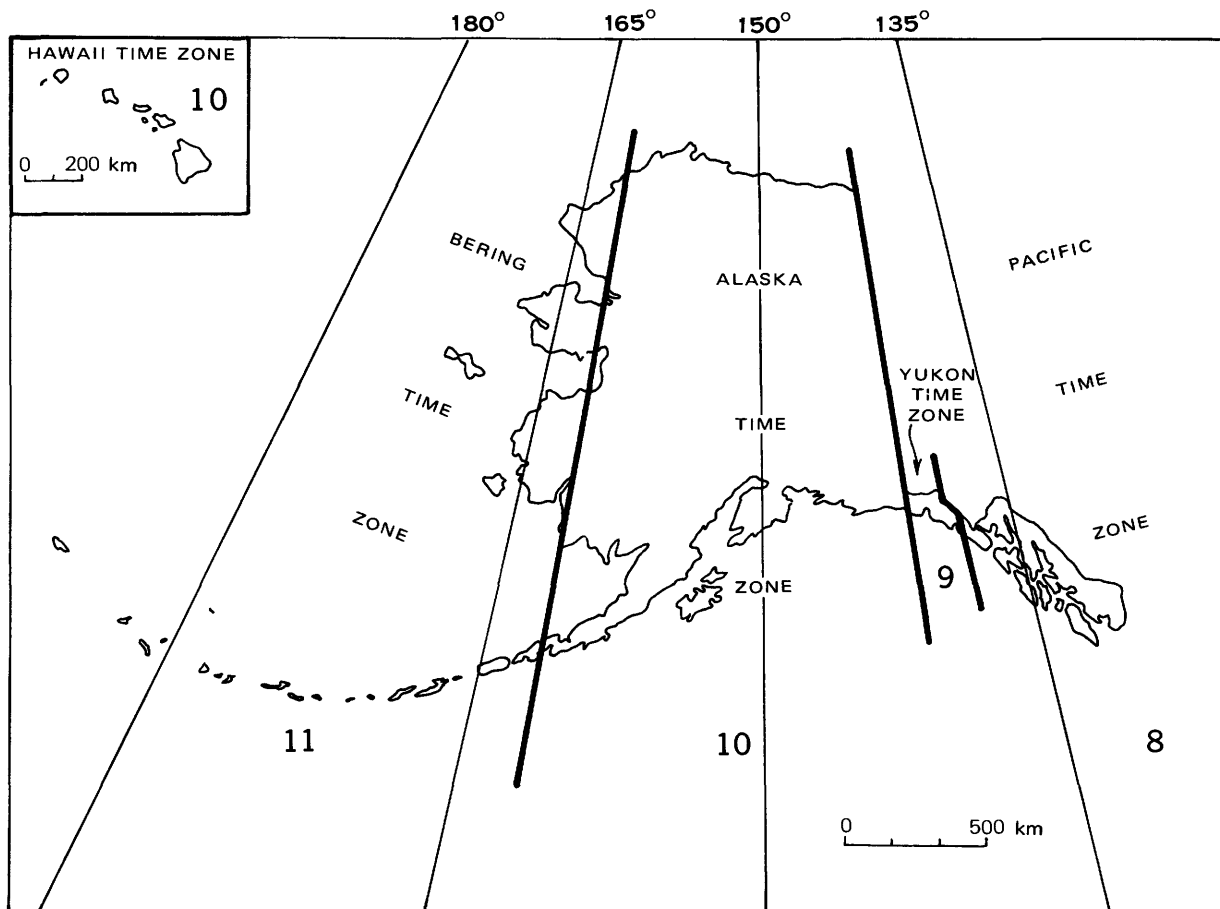 180° 165° 150° 135°
HAWAII TIME ZONE
10
0 200 km
BERING
TIME
ZONE
11
ALASKA
TIME
ZONE
10
YUKON
TIME
ZONE
9
PACIFIC
TIME
ZONE
8
0 500 km